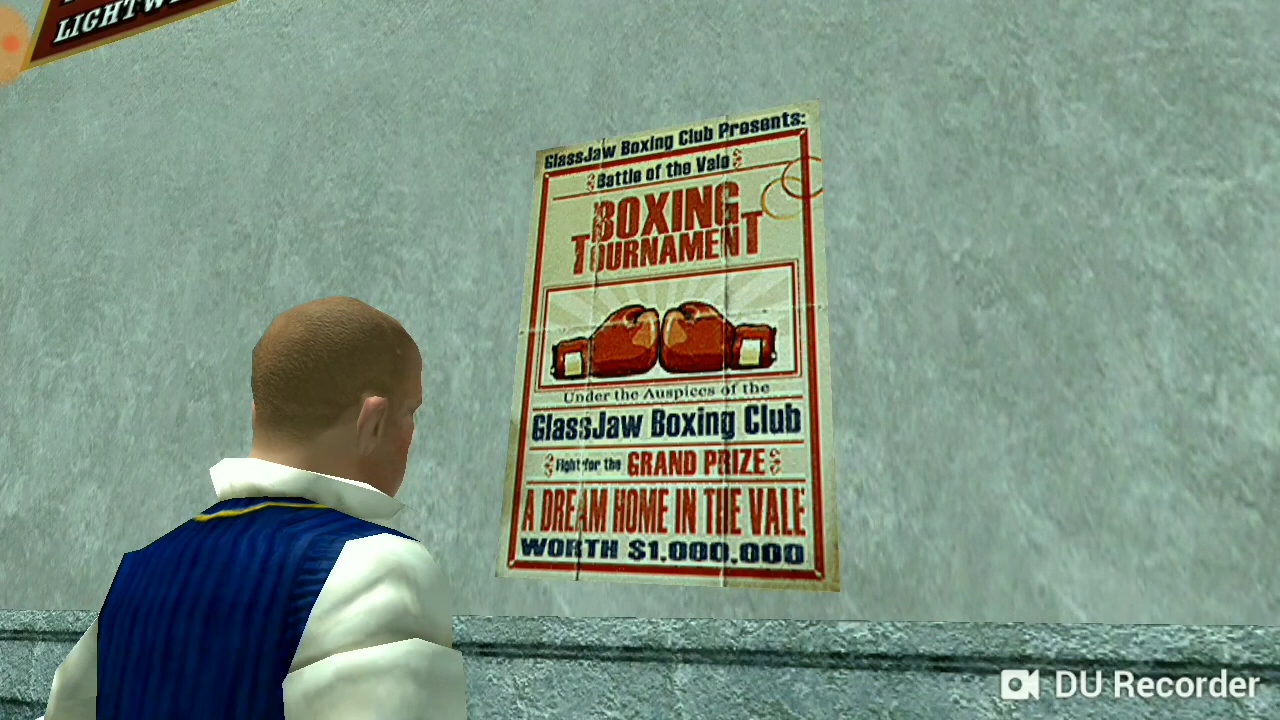 LIGHTW
GlassJaw Boxing Club Presents:
Battle of the Vale
BOXING
TOURNAMENT
Under the Auspices of the
GlassJaw Boxing Club
Fight for the GRAND PRIZE
A DREAM HOME IN THE VALE
WORTH $1.000.000
DU Recorder